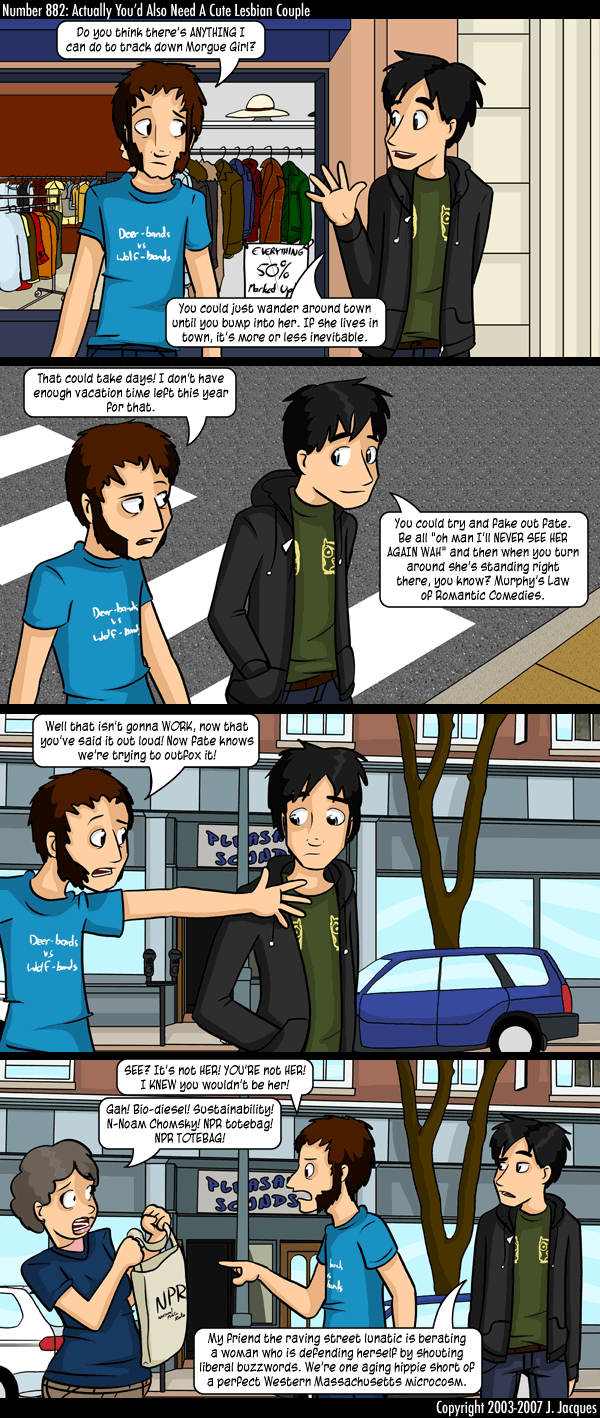 Number 882: Actually You'd Also Need A Cute Lesbian Couple
Do you think there's ANYTHING I
can do to track down Morgue Girl?
Deer-bands
vs
Wolf-bands
EVERYTHING
50%
Marked Up
You could just wander around town
until you bump into her. If she lives in
town, it's more or less inevitable.
That could take days! I don't have
enough vacation time left this year
for that.
You could try and fake out fate.
Be all "oh man I'll NEVER SEE HER
AGAIN WAH" and then when you turn
around she's standing right
there, you know? Murphy's Law
of Romantic Comedies.
Deer-bands
vs
Wolf-band
Well that isn't gonna WORK, now that
you've said it out loud! Now fate knows
we're trying to outfox it!
PLEASA
SOUND
Deer-bands
vs
Wolf-bands
SEE? It's not HER! YOU'RE not HER!
I KNEW you wouldn't be her!
Gah! Bio-diesel! Sustainability!
N-Noam Chomsky! NPR totebag!
NPR TOTEBAG!
PLEASA
SOUNDS
NPR
bands
vs
bands
My friend the raving street lunatic is berating
a woman who is defending herself by shouting
liberal buzzwords. We're one aging hippie short of
a perfect Western Massachusetts microcosm.
Copyright 2003-2007 J. Jacques